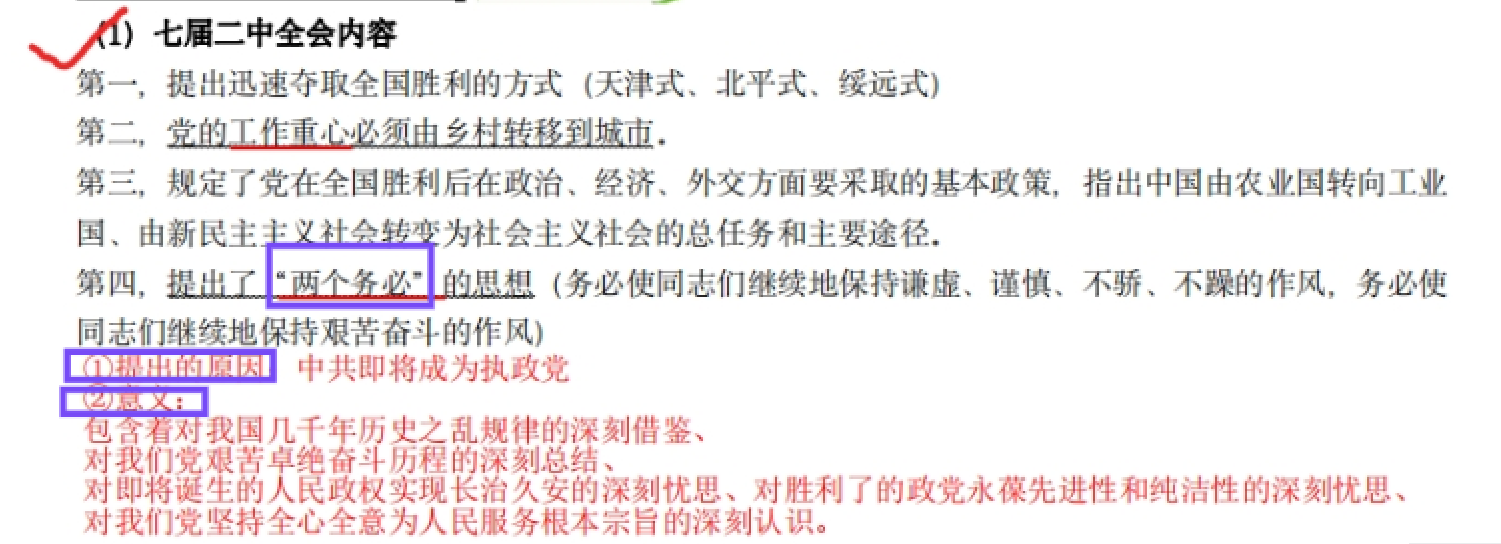 (1) 七届二中全会内容
第一，提出迅速夺取全国胜利的方式（天津式、北平式、绥远式）
第二，党的工作重心必须由乡村转移到城市．
第三，规定了党在全国胜利后在政治、经济、外交方面要采取的基本政策，指出中国由农业国转向工业
国、由新民主主义社会转变为社会主义社会的总任务和主要途径．
第四，提出了“两个务必”的思想（务必使同志们继续地保持谦虚、谨慎、不骄、不躁的作风，务必使
同志们继续地保持艰苦奋斗的作风）
①提出的原因 中共即将成为执政党
②意义：
包含着对我国几千年历史之乱规律的深刻借鉴、
对我们党艰苦卓绝奋斗历程的深刻总结、
对即将诞生的人民政权实现长治久安的深刻忧思、对胜利了的政党永葆先进性和纯洁性的深刻忧思、
对我们党坚持全心全意为人民服务根本宗旨的深刻认识。